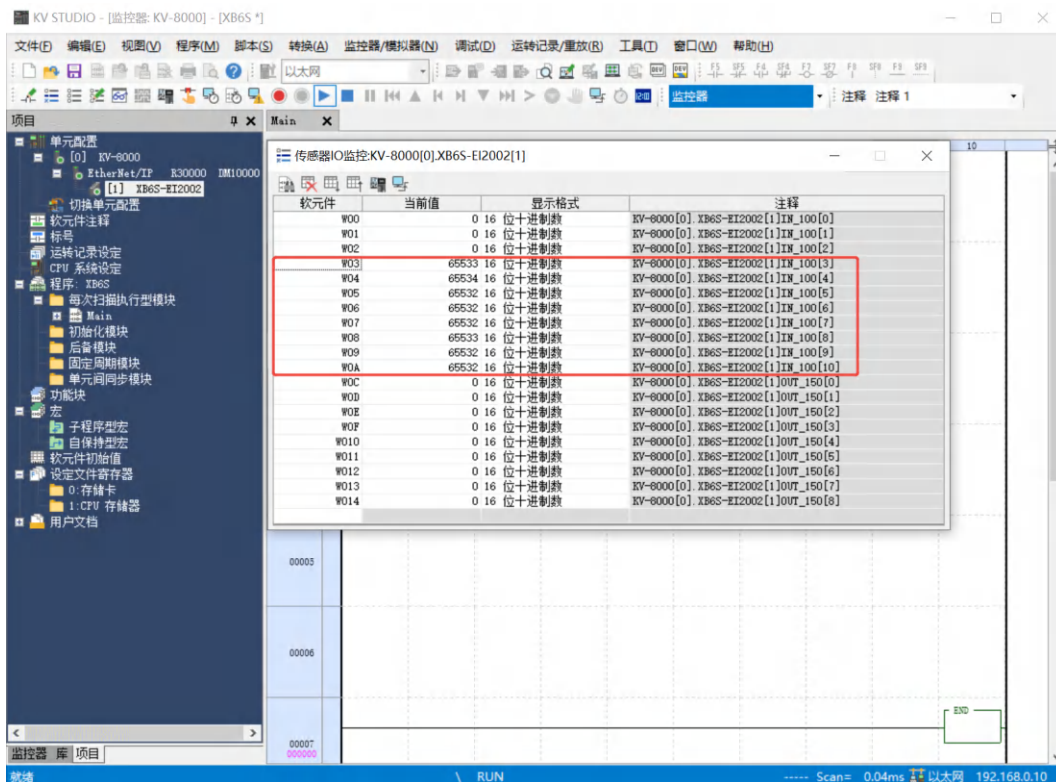 KV STUDIO - [监控器: KV-8000] - [XB6S *]
文件(F) 编辑(E) 视图(V) 程序(M) 脚本(S) 转换(A) 监控器/模拟器(N) 调试(D) 运转记录/重放(R) 工具(T) 窗口(W) 帮助(H)
以太网
监控器 注释 注释 1
项目
单元配置
[0] KV-8000
EtherNet/IP R30000 DM10000
[1] XB6S-EI2002
切换单元配置
软元件注释
标号
运转记录设定
CPU 系统设定
程序: XB6S
每次扫描执行型模块
Main
初始化模块
后备模块
固定周期模块
单元间同步模块
功能块
宏
子程序型宏
自保持型宏
软元件初始值
设定文件寄存器
0:存储卡
1:CPU 存储器
用户文档
监控器 库 项目
Main
10
传感器IO监控:KV-8000[0].XB6S-EI2002[1]
软元件 当前值 显示格式 注释
W00 0 16 位十进制数 KV-8000[0].XB6S-EI2002[1]IN_100[0]
W01 0 16 位十进制数 KV-8000[0].XB6S-EI2002[1]IN_100[1]
W02 0 16 位十进制数 KV-8000[0].XB6S-EI2002[1]IN_100[2]
W03 65533 16 位十进制数 KV-8000[0].XB6S-EI2002[1]IN_100[3]
W04 65534 16 位十进制数 KV-8000[0].XB6S-EI2002[1]IN_100[4]
W05 65532 16 位十进制数 KV-8000[0].XB6S-EI2002[1]IN_100[5]
W06 65532 16 位十进制数 KV-8000[0].XB6S-EI2002[1]IN_100[6]
W07 65532 16 位十进制数 KV-8000[0].XB6S-EI2002[1]IN_100[7]
W08 65533 16 位十进制数 KV-8000[0].XB6S-EI2002[1]IN_100[8]
W09 65532 16 位十进制数 KV-8000[0].XB6S-EI2002[1]IN_100[9]
W0A 65532 16 位十进制数 KV-8000[0].XB6S-EI2002[1]IN_100[10]
W0C 0 16 位十进制数 KV-8000[0].XB6S-EI2002[1]OUT_150[0]
W0D 0 16 位十进制数 KV-8000[0].XB6S-EI2002[1]OUT_150[1]
W0E 0 16 位十进制数 KV-8000[0].XB6S-EI2002[1]OUT_150[2]
W0F 0 16 位十进制数 KV-8000[0].XB6S-EI2002[1]OUT_150[3]
W010 0 16 位十进制数 KV-8000[0].XB6S-EI2002[1]OUT_150[4]
W011 0 16 位十进制数 KV-8000[0].XB6S-EI2002[1]OUT_150[5]
W012 0 16 位十进制数 KV-8000[0].XB6S-EI2002[1]OUT_150[6]
W013 0 16 位十进制数 KV-8000[0].XB6S-EI2002[1]OUT_150[7]
W014 0 16 位十进制数 KV-8000[0].XB6S-EI2002[1]OUT_150[8]
00005
00006
END
00007
000000
就绪 \ RUN ----- Scan= 0.04ms 以太网 192.168.0.10